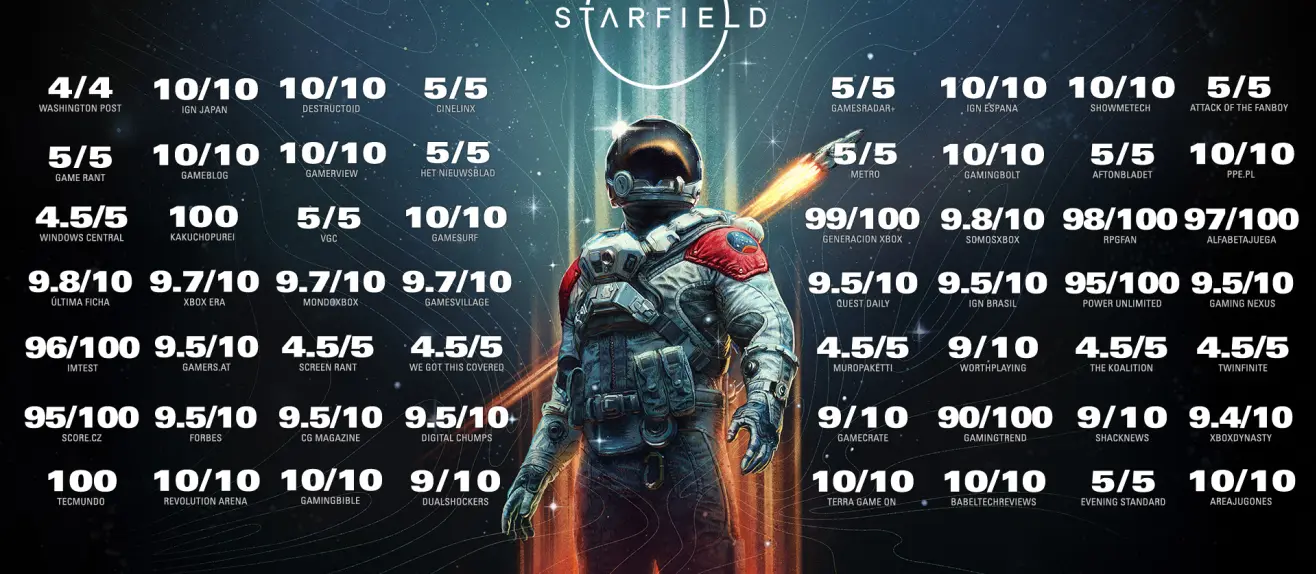 STARFIELD
4/4 10/10 10/10 5/5
WASHINGTON POST IGN JAPAN DESTRUCTOID CINELINX
5/5 10/10 10/10 5/5
GAME RANT GAMEBLOG GAMERVIEW HET NIEUWSBLAD
4.5/5 100 5/5 10/10
WINDOWS CENTRAL KAKUCHOPUREI VGC GAMESURF
9.8/10 9.7/10 9.7/10 9.7/10
ÚLTIMA FICHA XBOX ERA MONDOXBOX GAMESVILLAGE
96/100 9.5/10 4.5/5 4.5/5
IMTEST GAMERS.AT SCREEN RANT WE GOT THIS COVERED
95/100 9.5/10 9.5/10 9.5/10
SCORE.CZ FORBES CG MAGAZINE DIGITAL CHUMPS
100 10/10 10/10 9/10
TECMUNDO REVOLUTION ARENA GAMINGBIBLE DUALSHOCKERS
5/5 10/10 10/10 5/5
GAMESRADAR+ IGN ESPANA SHOWMETECH ATTACK OF THE FANBOY
5/5 10/10 5/5 10/10
METRO GAMINGBOLT AFTONBLADET PPE.PL
99/100 9.8/10 98/100 97/100
GENERACION XBOX SOMOSXBOX RPGFAN ALFABETAJUEGA
9.5/10 9.5/10 95/100 9.5/10
QUEST DAILY IGN BRASIL POWER UNLIMITED GAMING NEXUS
4.5/5 9/10 4.5/5 4.5/5
MUROPAKETTI WORTHPLAYING THE KOALITION TWINFINITE
9/10 90/100 9/10 9.4/10
GAMECRATE GAMINGTREND SHACKNEWS XBOXDYNASTY
10/10 10/10 5/5 10/10
TERRA GAME ON BABELTECHREVIEWS EVENING STANDARD AREAJUGONES